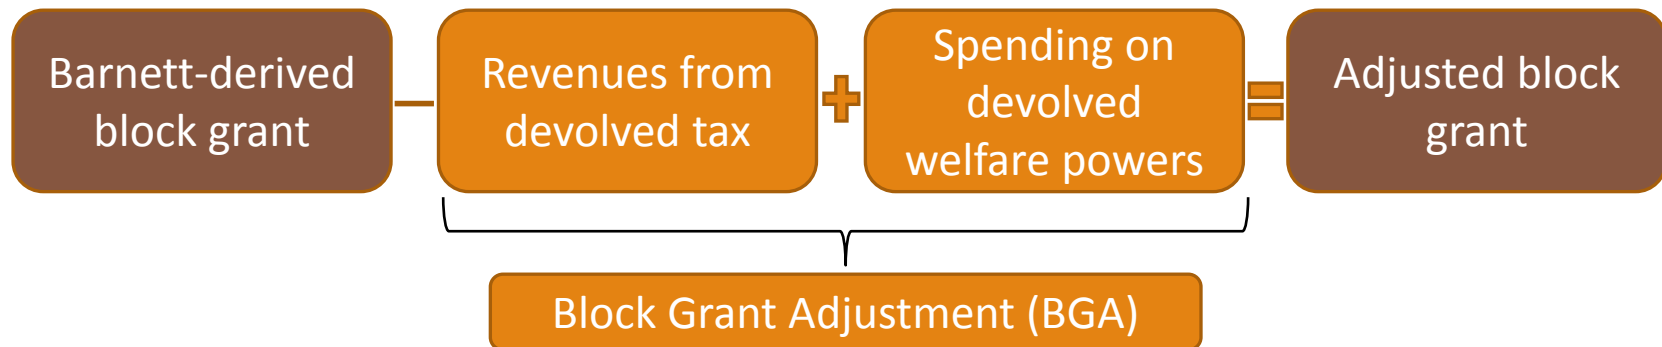 Barnett-derived
block grant
—
Revenues from
devolved tax
+
Spending on
devolved
welfare powers
=
Adjusted block
grant
Block Grant Adjustment (BGA)